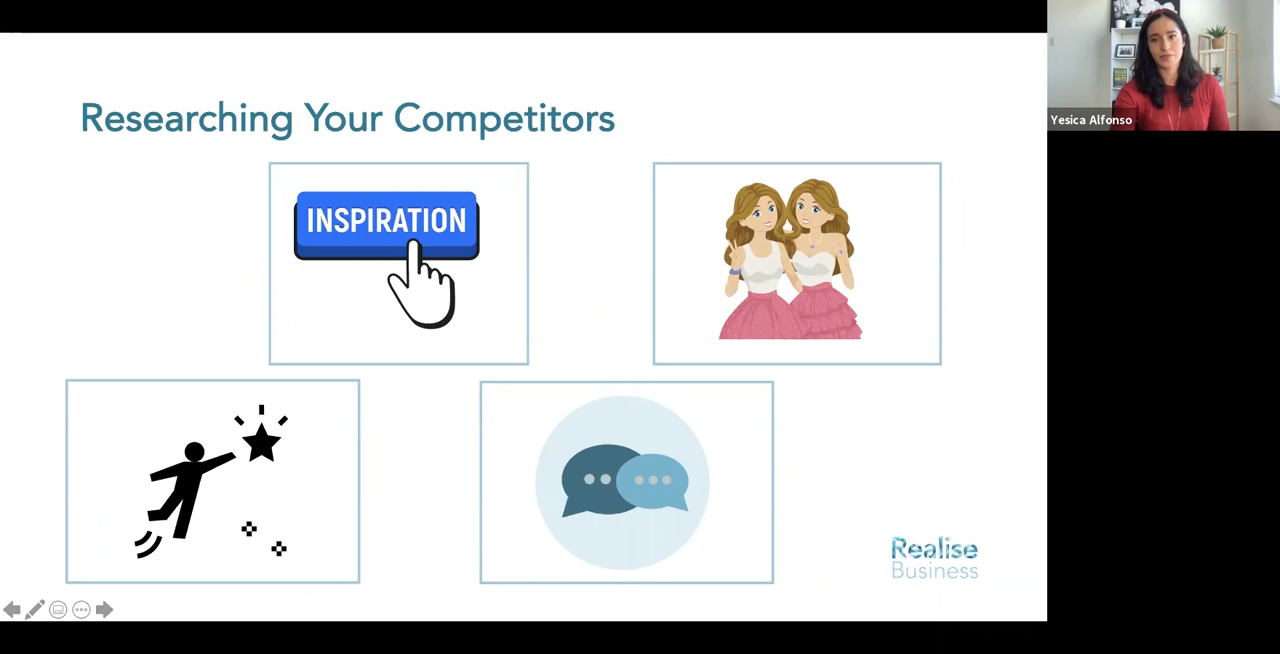 Researching Your Competitors
INSPIRATION
Realise
Business
Yesica Alfonso